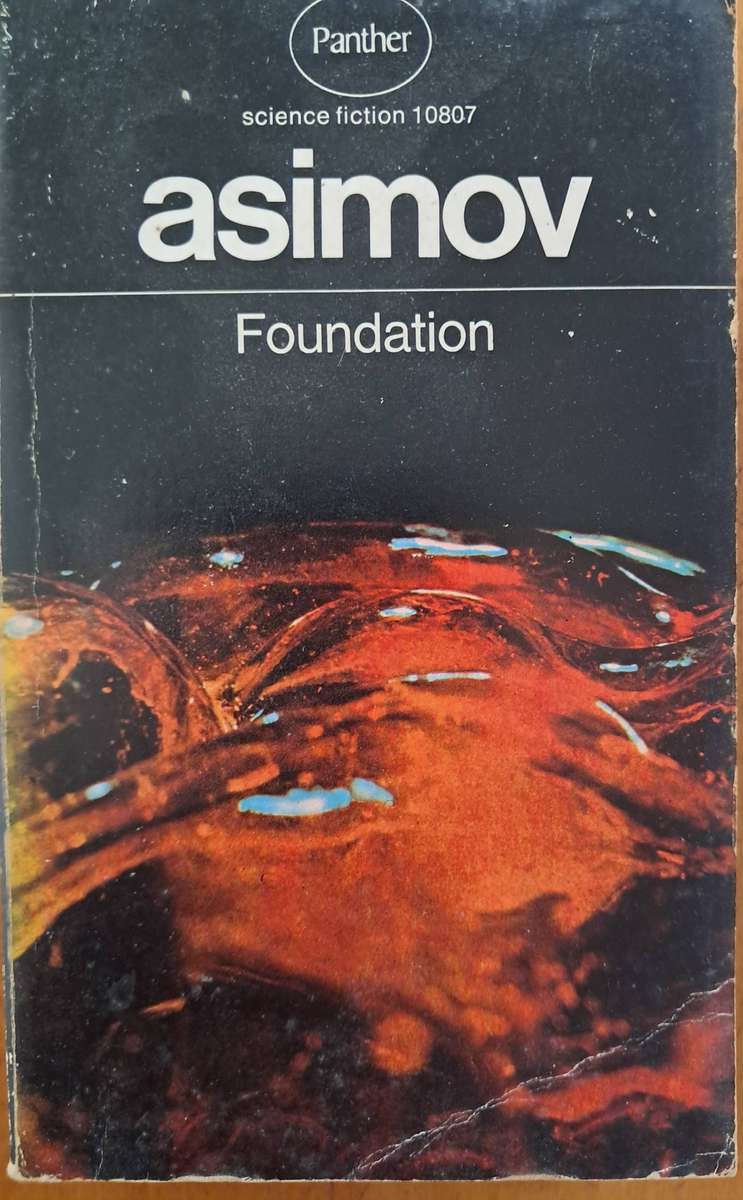 Panther
science fiction 10807
asimov
Foundation